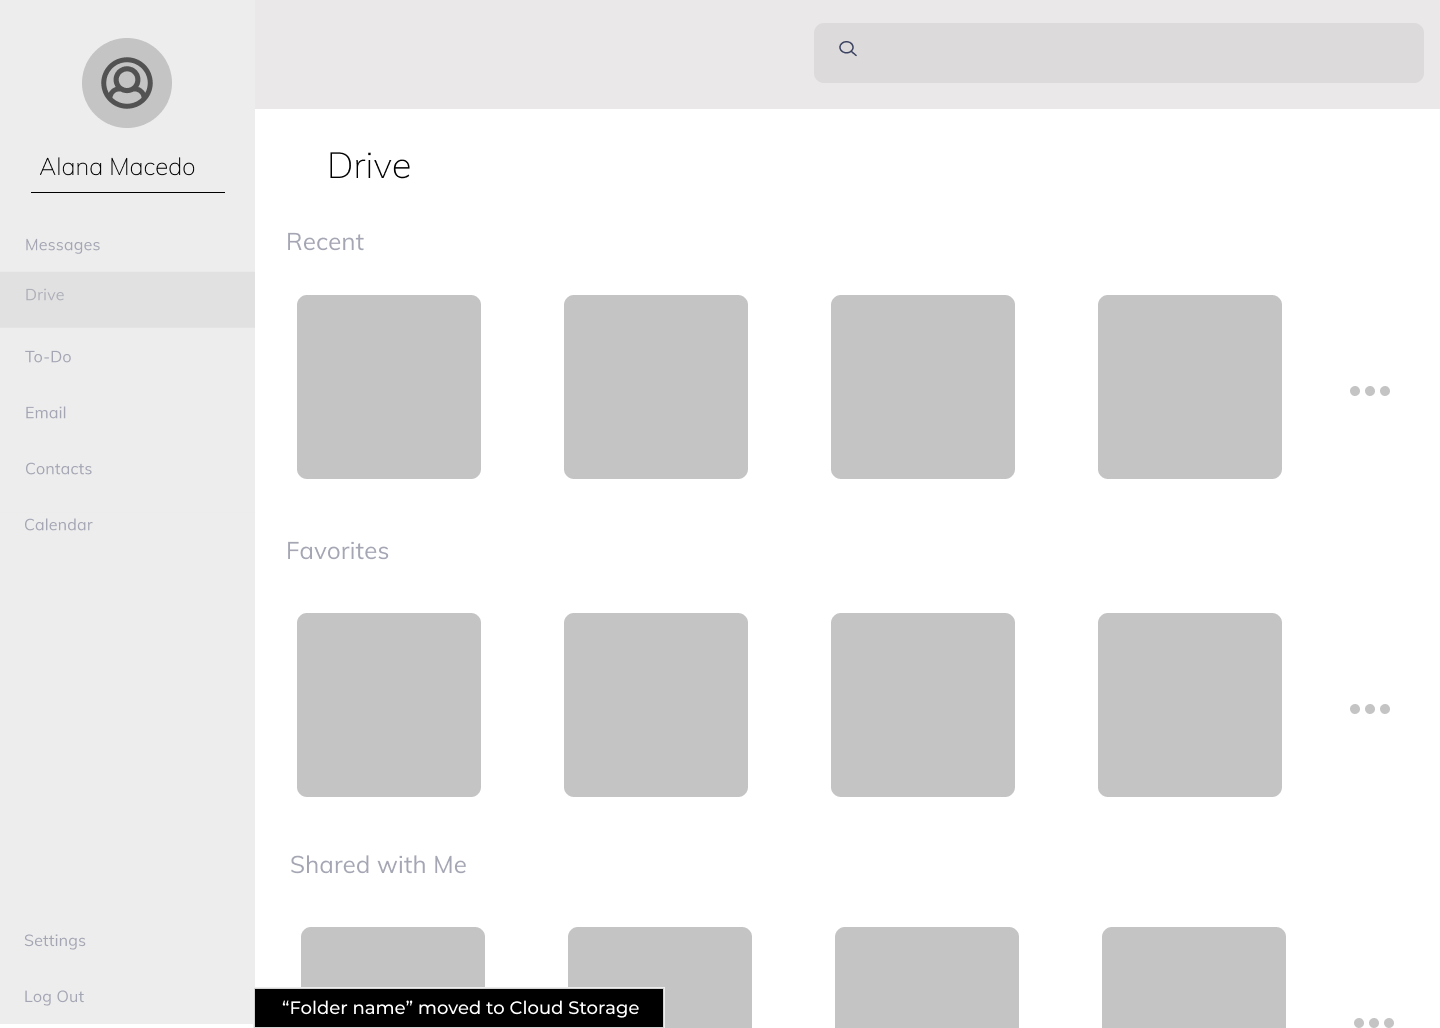 Alana Macedo
Messages
Drive
To-Do
Email
Contacts
Calendar
Settings
Log Out
Drive
Recent
Favorites
Shared with Me
“Folder name” moved to Cloud Storage